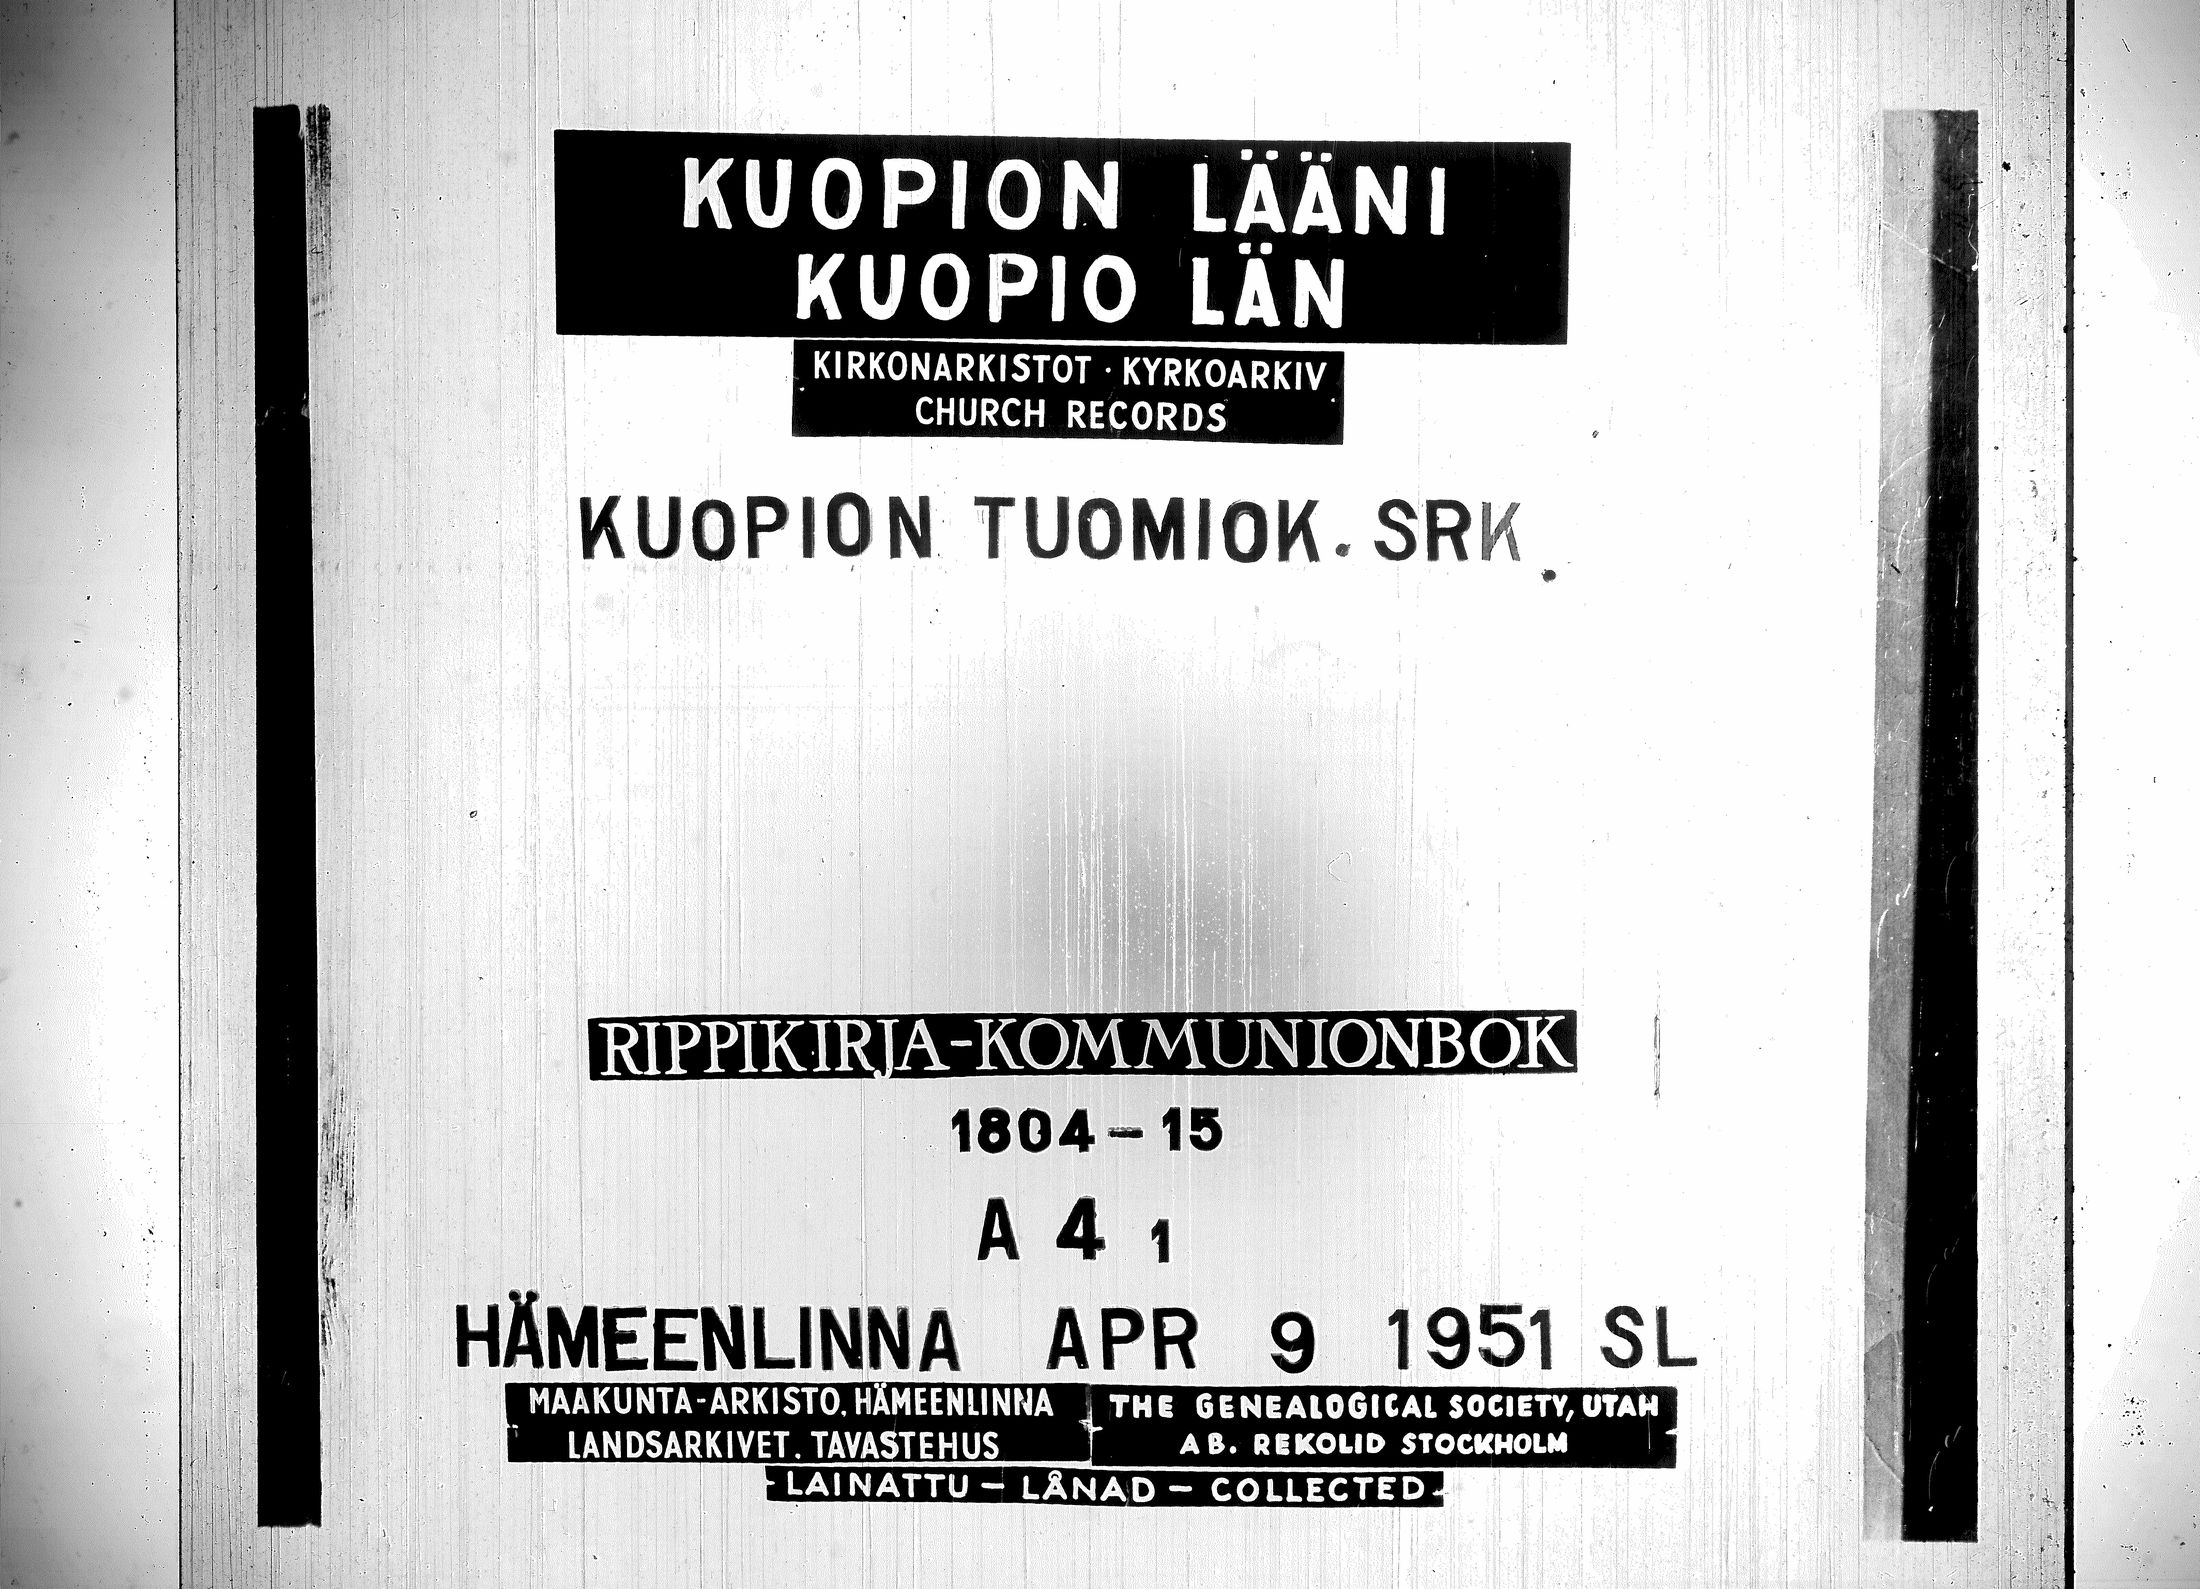 KUOPION LÄÄNI
KUOPIO LÄN
KIRKONARKISTOT · KYRKOARKIV
CHURCH RECORDS
KUOPION TUOMIOK. SRK.
RIPPIKIRJA-KOMMUNIONBOK
1804-15
A 4 1
HÄMEENLINNA APR 9 1951 SL
MAAKUNTA-ARKISTO, HÄMEENLINNA
LANDSARKIVET. TAVASTEHUS
THE GENEALOGICAL SOCIETY, UTAH
AB. REKOLID STOCKHOLM
- LAINATTU - LÅNAD - COLLECTED -